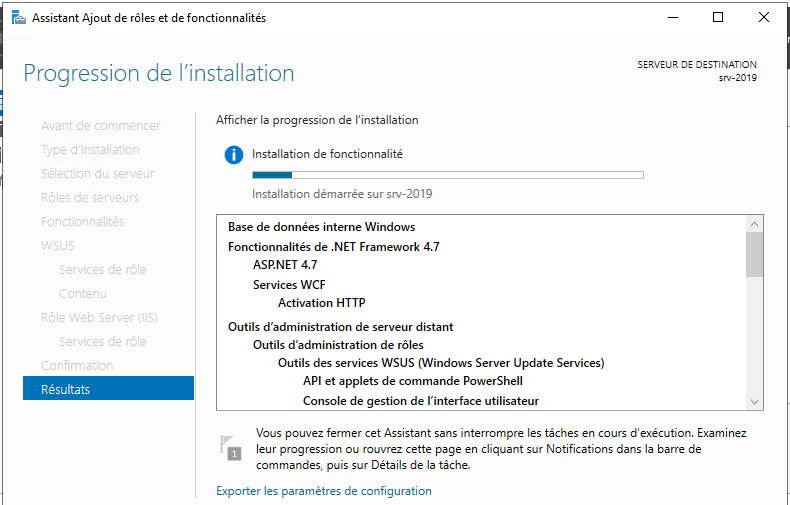 Assistant Ajout de rôles et de fonctionnalités
Progression de l’installation
SERVEUR DE DESTINATION
srv-2019
Avant de commencer
Type d'installation
Sélection du serveur
Rôles de serveurs
Fonctionnalités
WSUS
Services de rôle
Contenu
Rôle Web Server (IIS)
Services de rôle
Confirmation
Résultats
Afficher la progression de l’installation
Installation de fonctionnalité
Installation démarrée sur srv-2019
Base de données interne Windows
Fonctionnalités de .NET Framework 4.7
ASP.NET 4.7
Services WCF
Activation HTTP
Outils d’administration de serveur distant
Outils d’administration de rôles
Outils des services WSUS (Windows Server Update Services)
API et applets de commande PowerShell
Console de gestion de l’interface utilisateur
1
Vous pouvez fermer cet Assistant sans interrompre les tâches en cours d’exécution. Examinez
leur progression ou rouvrez cette page en cliquant sur Notifications dans la barre de
commandes, puis sur Détails de la tâche.
Exporter les paramètres de configuration